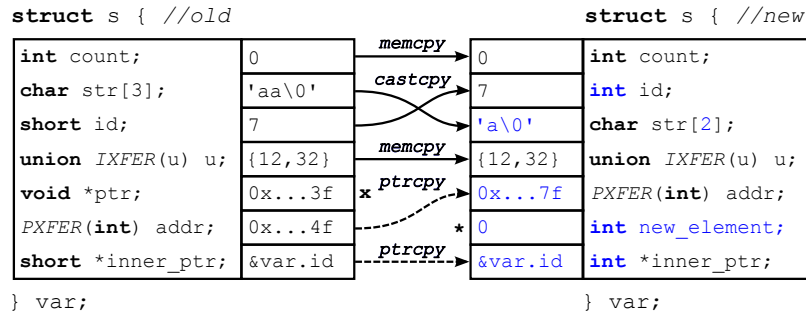 struct s { //old struct s { //new
int count; 0 memcpy 0 int count;
char str[3]; 'aa\0' castcpy 7 int id;
short id; 7 'a\0' char str[2];
union IXFER(u) u; {12,32} memcpy {12,32} union IXFER(u) u;
void *ptr; 0x...3f x ptrcpy 0x...7f PXFER(int) addr;
PXFER(int) addr; 0x...4f * 0 int new_element;
short *inner_ptr; &var.id ptrcpy &var.id int *inner_ptr;
} var; } var;